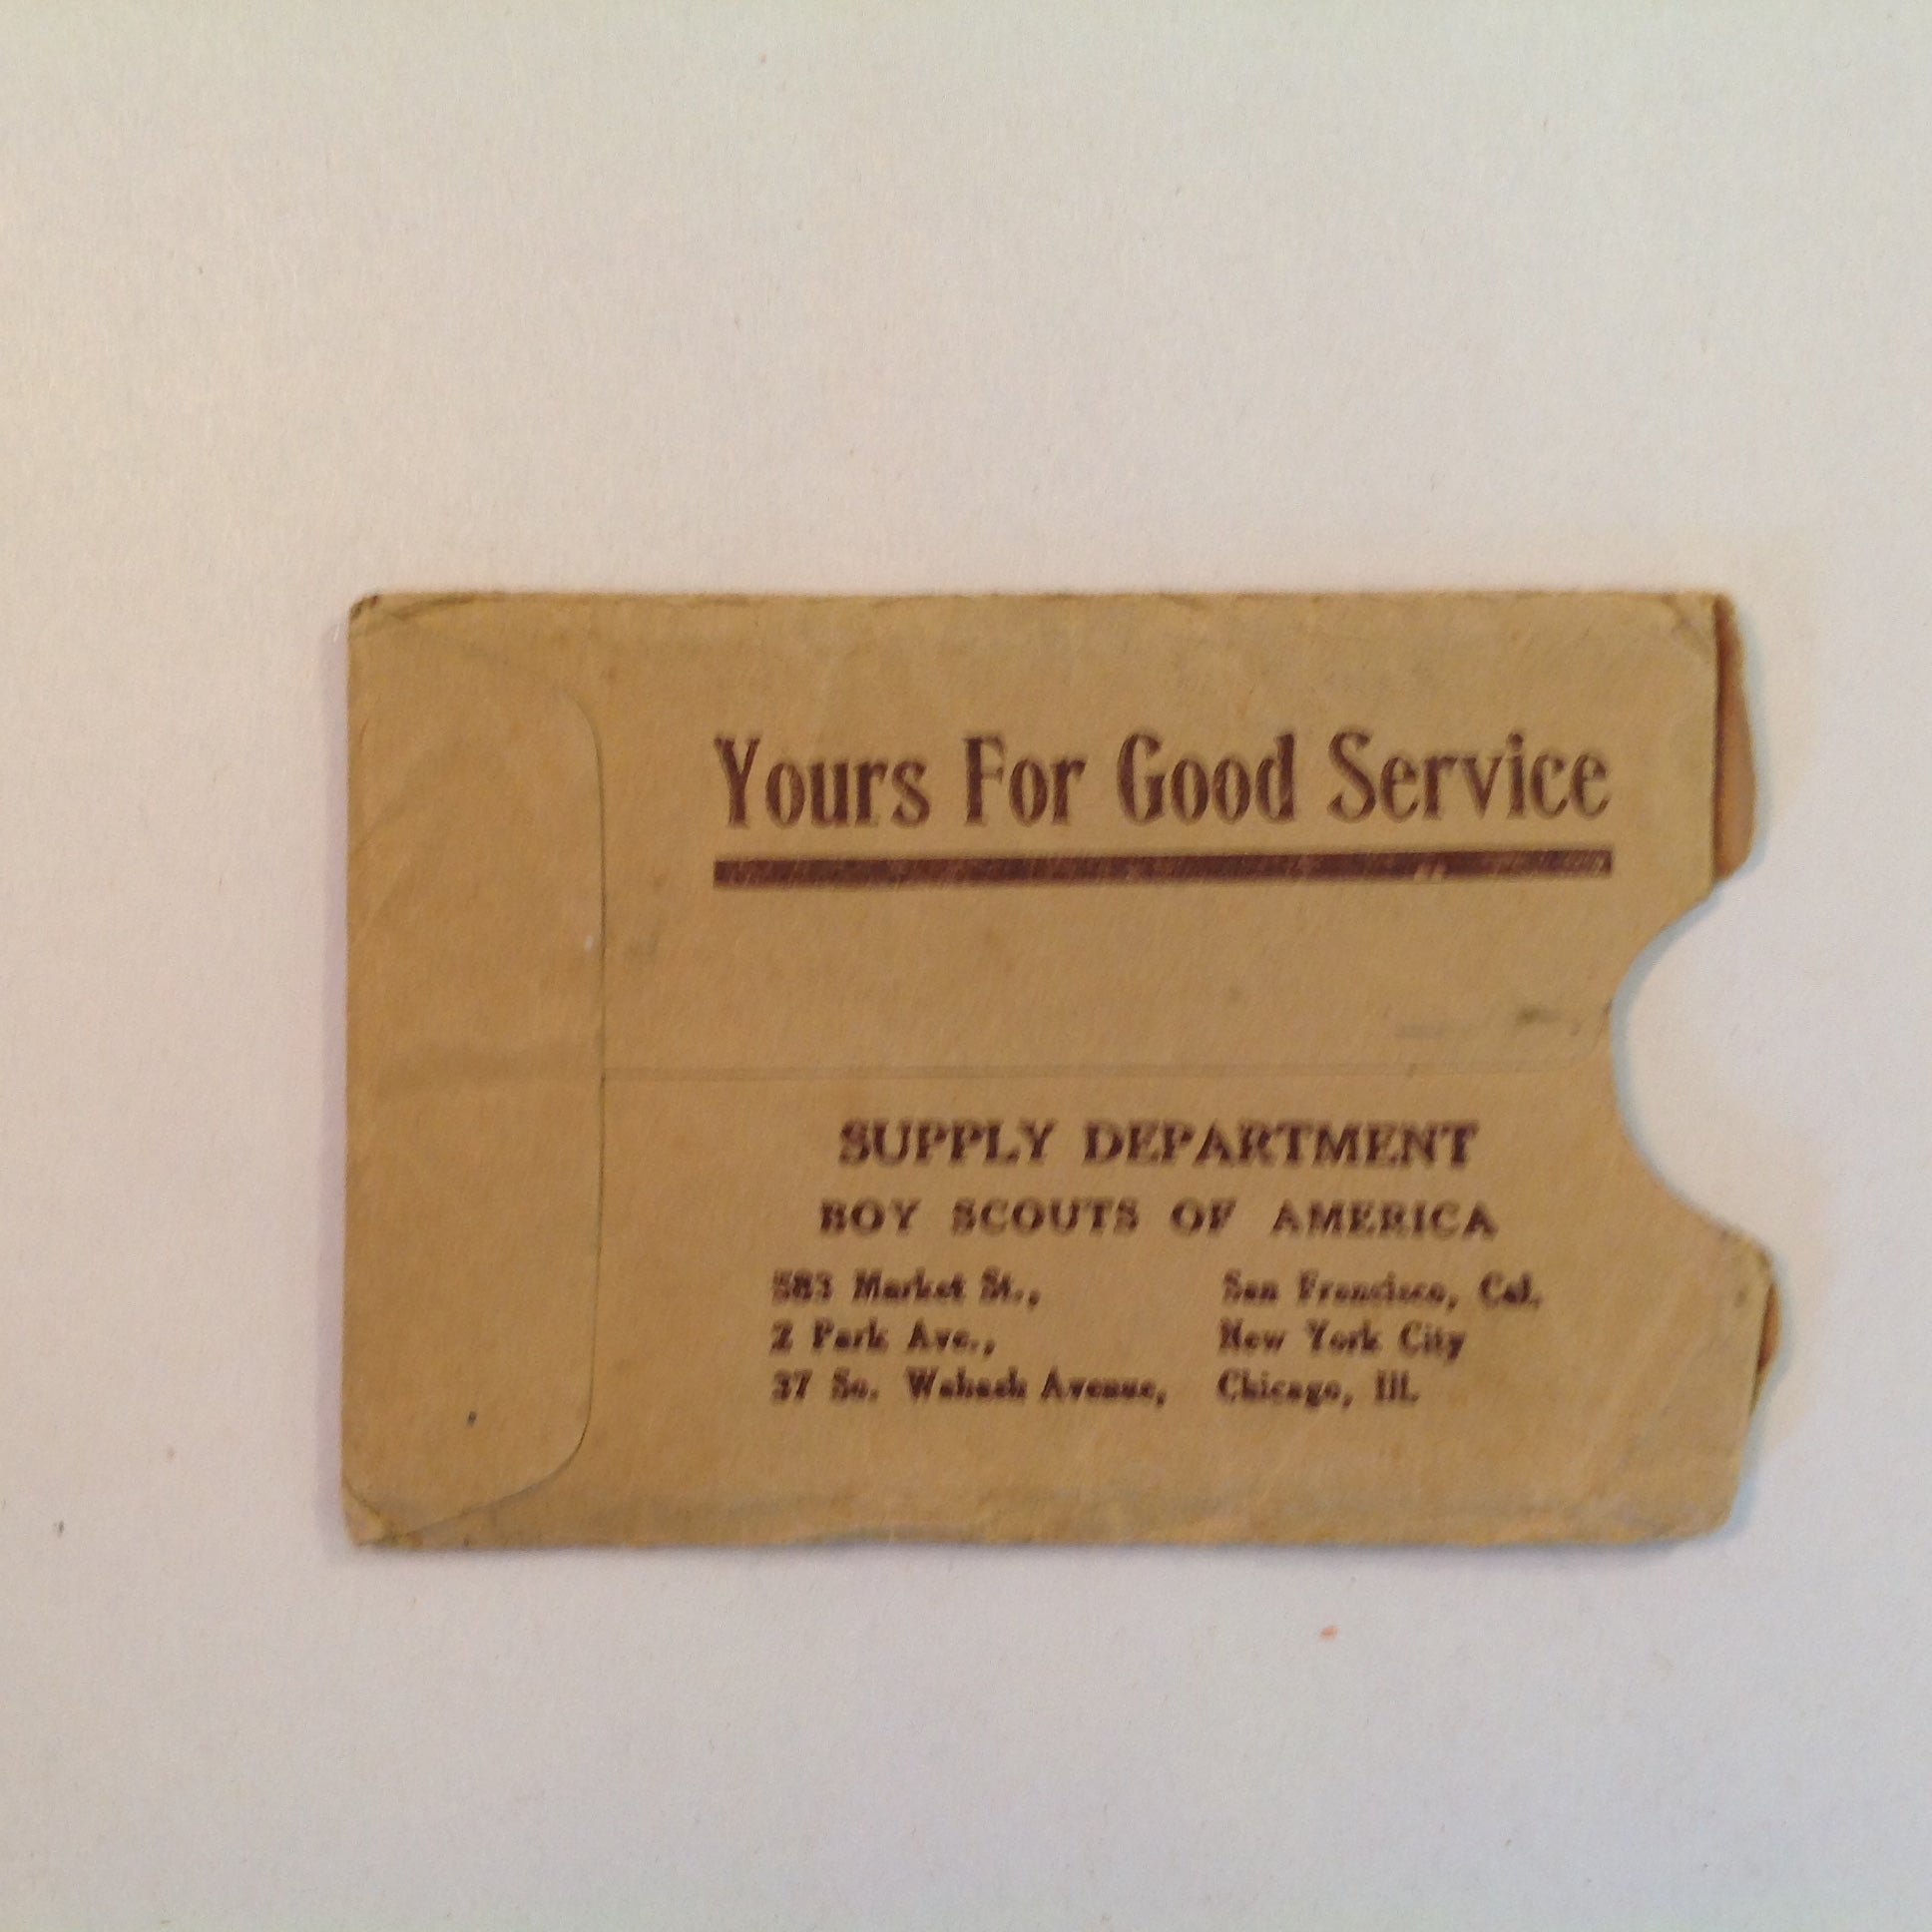 Yours For Good Service
SUPPLY DEPARTMENT
BOY SCOUTS OF AMERICA
583 Market St., San Francisco, Cal.
2 Park Ave., New York City
37 So. Wabash Avenue, Chicago, Ill.